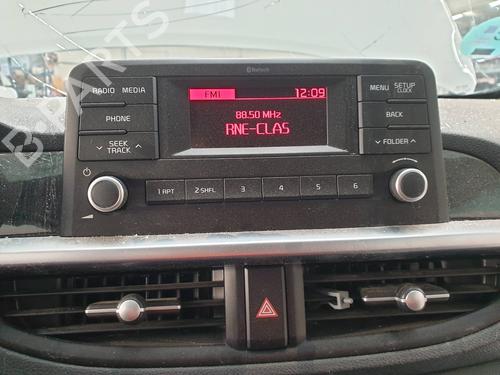 Bluetooth
RADIO MEDIA
FM1 12:09
MENU SETUP
CLOCK
PHONE
88.50 MHz
RNE-CLAS
BACK
SEEK
TRACK
FOLDER
1 RPT 2 SHFL 3 4 5 6
B-PARTS